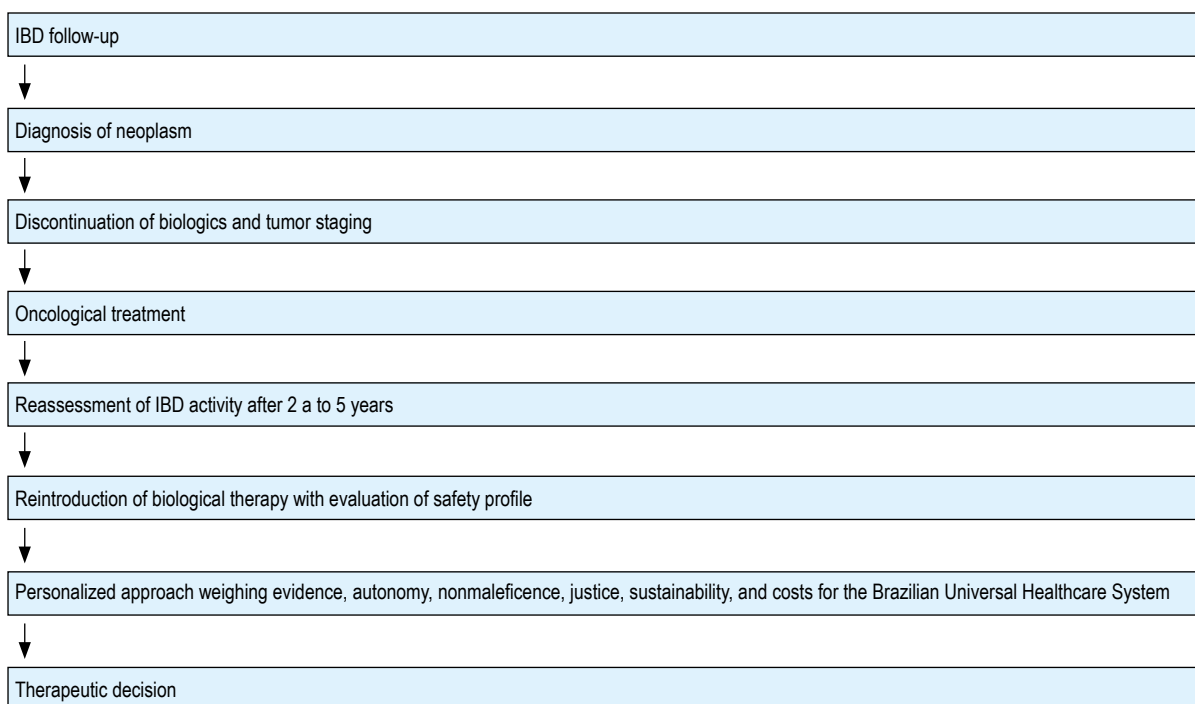 IBD follow-up
Diagnosis of neoplasm
Discontinuation of biologics and tumor staging
Oncological treatment
Reassessment of IBD activity after 2 a to 5 years
Reintroduction of biological therapy with evaluation of safety profile
Personalized approach weighing evidence, autonomy, nonmaleficence, justice, sustainability, and costs for the Brazilian Universal Healthcare System
Therapeutic decision